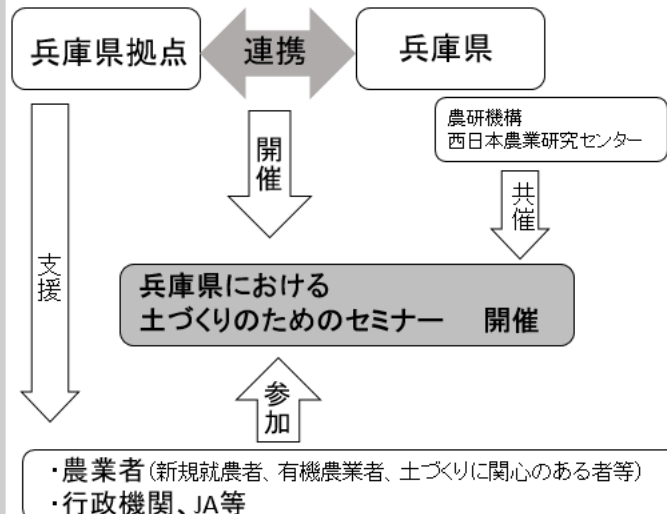 兵庫県拠点
連携
兵庫県
農研機構
西日本農業研究センター
開催
共催
支援
兵庫県における
土づくりのためのセミナー　開催
参加
・農業者(新規就農者、有機農業者、土づくりに関心のある者等)
・行政機関、JA等